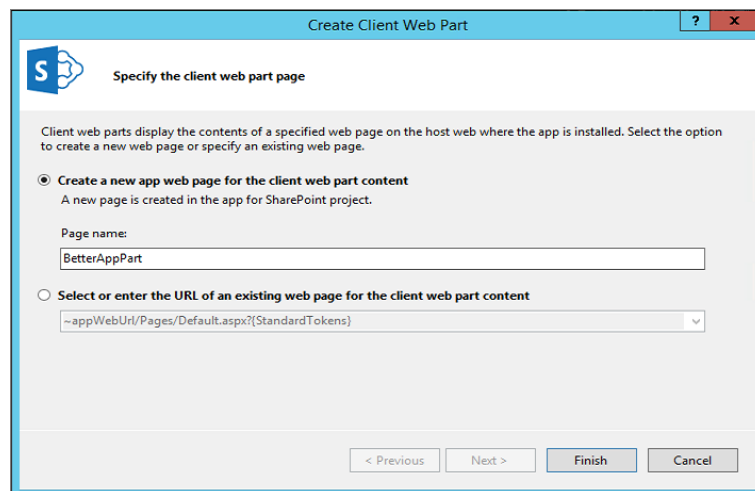 Create Client Web Part
? x
S
Specify the client web part page
Client web parts display the contents of a specified web page on the host web where the app is installed. Select the option
to create a new web page or specify an existing web page.
Create a new app web page for the client web part content
A new page is created in the app for SharePoint project.
Page name:
BetterAppPart
Select or enter the URL of an existing web page for the client web part content
~appWebUrl/Pages/Default.aspx?{StandardTokens}
< Previous Next > Finish Cancel